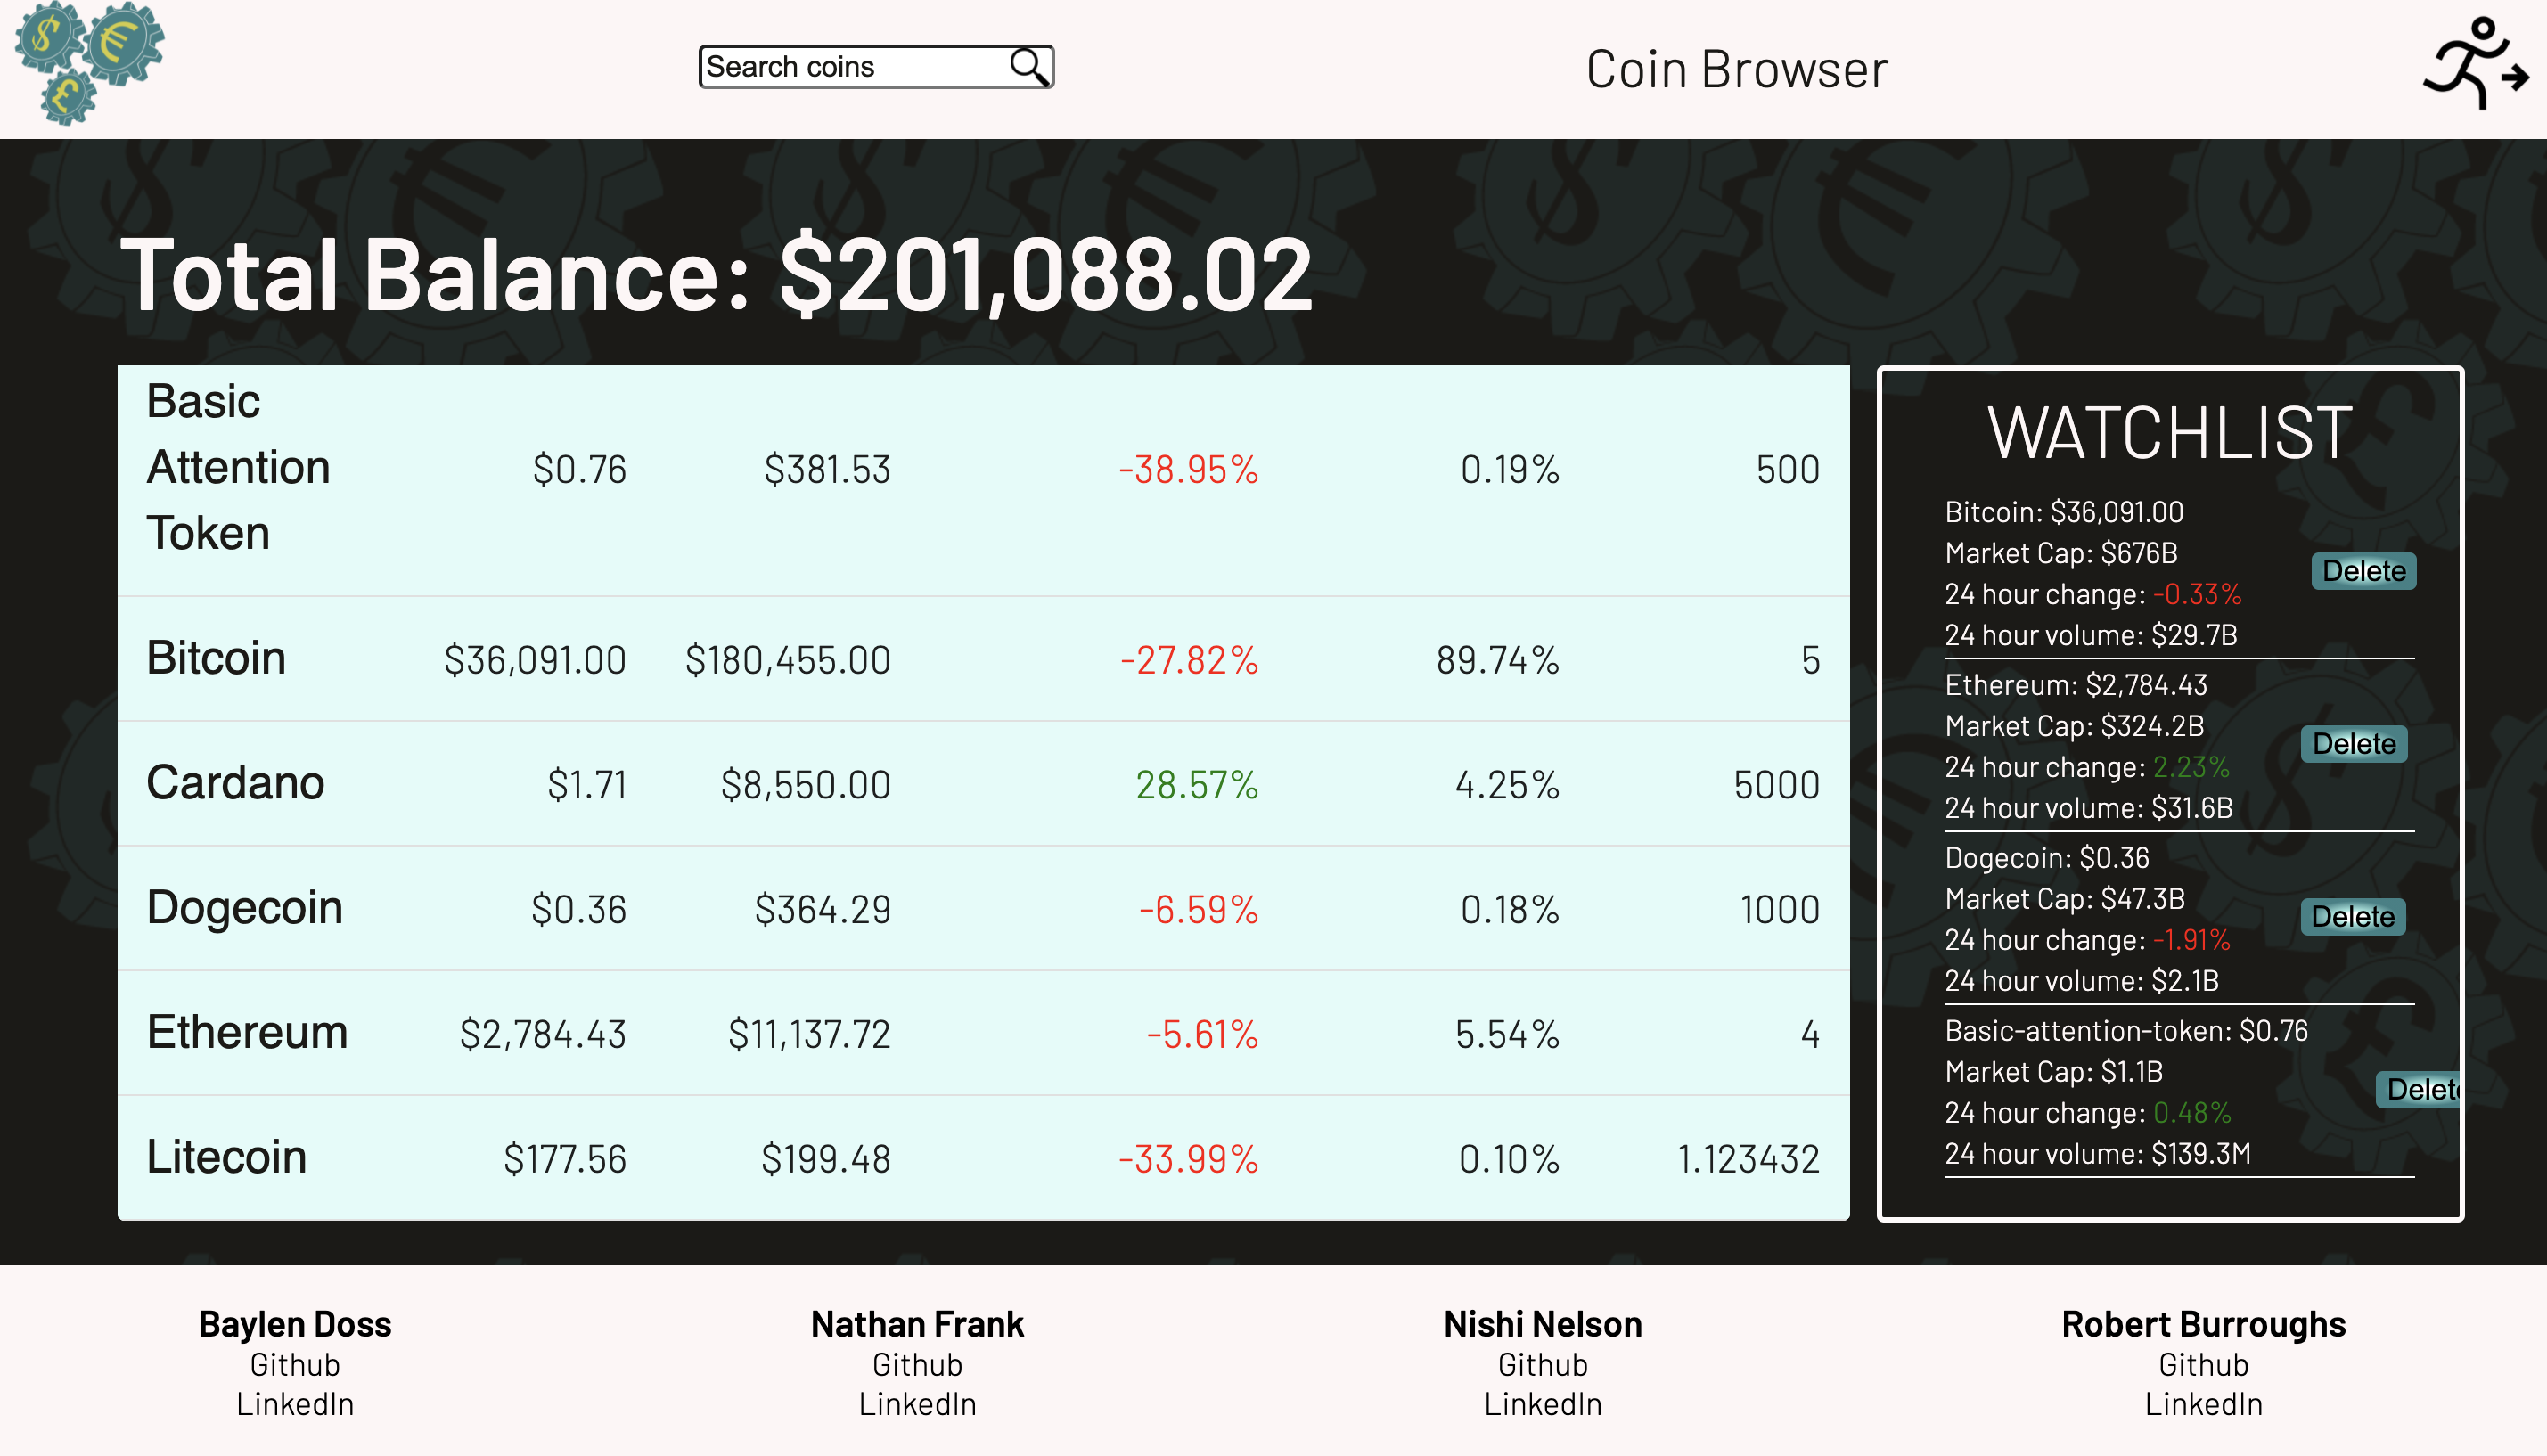 $ € £
Search coins
Coin Browser
Total Balance: $201,088.02
Basic
Attention
Token
$0.76 $381.53 -38.95% 0.19% 500
Bitcoin $36,091.00 $180,455.00 -27.82% 89.74% 5
Cardano $1.71 $8,550.00 28.57% 4.25% 5000
Dogecoin $0.36 $364.29 -6.59% 0.18% 1000
Ethereum $2,784.43 $11,137.72 -5.61% 5.54% 4
Litecoin $177.56 $199.48 -33.99% 0.10% 1.123432
WATCHLIST
Bitcoin: $36,091.00
Market Cap: $676B
24 hour change: -0.33%
24 hour volume: $29.7B
Delete
Ethereum: $2,784.43
Market Cap: $324.2B
24 hour change: 2.23%
24 hour volume: $31.6B
Delete
Dogecoin: $0.36
Market Cap: $47.3B
24 hour change: -1.91%
24 hour volume: $2.1B
Delete
Basic-attention-token: $0.76
Market Cap: $1.1B
24 hour change: 0.48%
24 hour volume: $139.3M
Delete
Baylen Doss
Github
LinkedIn
Nathan Frank
Github
LinkedIn
Nishi Nelson
Github
LinkedIn
Robert Burroughs
Github
LinkedIn